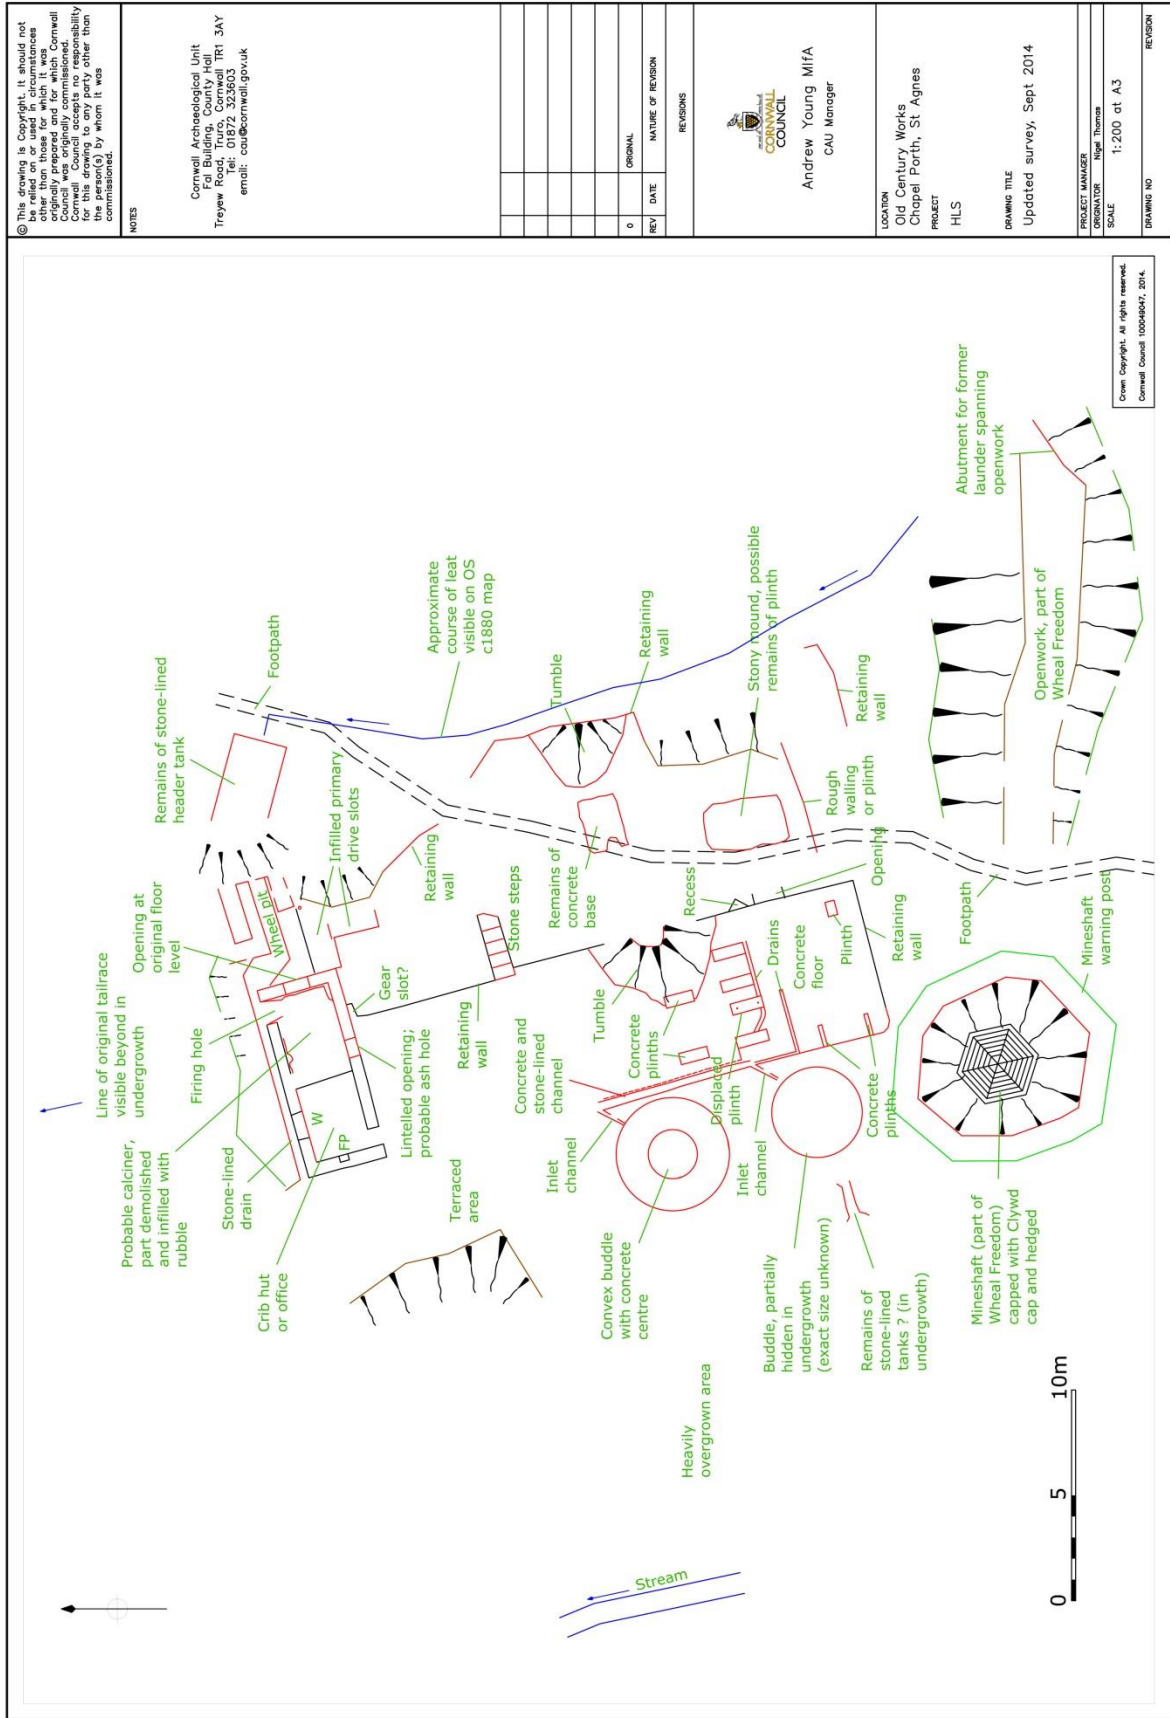 © This drawing is Copyright. It should not
be relied on or used in circumstances
other than those for which it was
originally prepared and for which Cornwall
Council was originally commissioned.
Cornwall Council accepts no responsibility
for this drawing to any party other than
the person(s) by whom it was
commissioned.
NOTES
Cornwall Archaeological Unit
Fal Building, County Hall
Treyew Road, Truro, Cornwall TR1 3AY
Tel: 01872 323603
email: cau@cornwall.gov.uk
0
ORIGINAL
REV
DATE
NATURE OF REVISION
REVISIONS
CORNWALL
COUNCIL
Andrew Young MIfA
CAU Manager
LOCATION
Old Century Works
Chapel Porth, St Agnes
PROJECT
HLS
DRAWING TITLE
Updated survey, Sept 2014
PROJECT MANAGER
ORIGINATOR Nigel Thomas
SCALE
1:200 at A3
DRAWING NO
REVISION
Line of original tailrace
visible beyond in
undergrowth
Opening at
original floor
level
Remains of stone-lined
header tank
Footpath
Probable calciner,
part demolished
and infilled with
rubble
Firing hole
Wheel pit
Infilled primary
drive slots
Stone-lined
drain
W
FP
Crib hut
or office
Gear
slot?
Lintelled opening;
probable ash hole
Retaining
wall
Approximate
course of leat
visible on OS
c1880 map
Terraced
area
Retaining
wall
Stone steps
Concrete and
stone-lined
channel
Inlet
channel
Remains of
concrete
base
Tumble
Retaining
wall
Tumble
Concrete
plinths
Convex buddle
with concrete
centre
Recess
Displaced
plinth
Drains
Inlet
channel
Concrete
floor
Stony mound, possible
remains of plinth
Heavily
overgrown area
Buddle, partially
hidden in
undergrowth
(exact size unknown)
Plinth
Opening
Rough
walling
or plinth
Retaining
wall
Concrete
plinths
Remains of
stone-lined
tanks ? (in
undergrowth)
Retaining
wall
Stream
Footpath
Mineshaft (part of
Wheal Freedom)
capped with Clywd
cap and hedged
Mineshaft
warning post
Openwork, part of
Wheal Freedom
Abutment for former
launder spanning
openwork
0
5
10m
Crown Copyright. All rights reserved.
Cornwall Council 100049047, 2014.